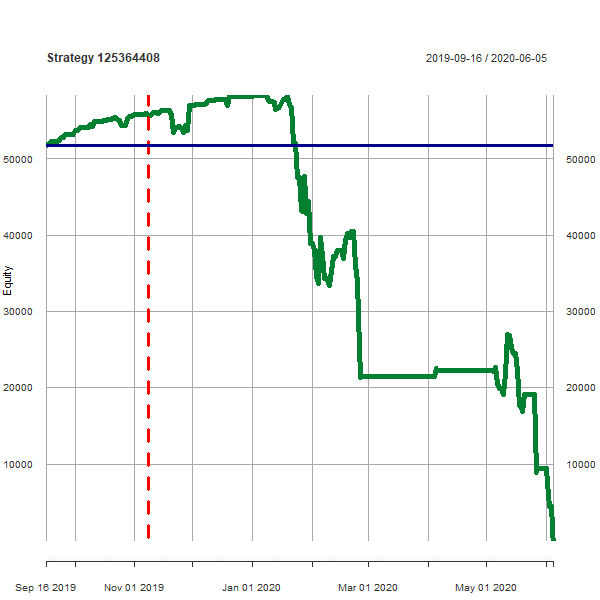 Strategy 125364408
2019-09-16 / 2020-06-05
50000
50000
40000
40000
Equity
30000
30000
20000
20000
10000
10000
Sep 16 2019
Nov 01 2019
Jan 01 2020
Mar 01 2020
May 01 2020